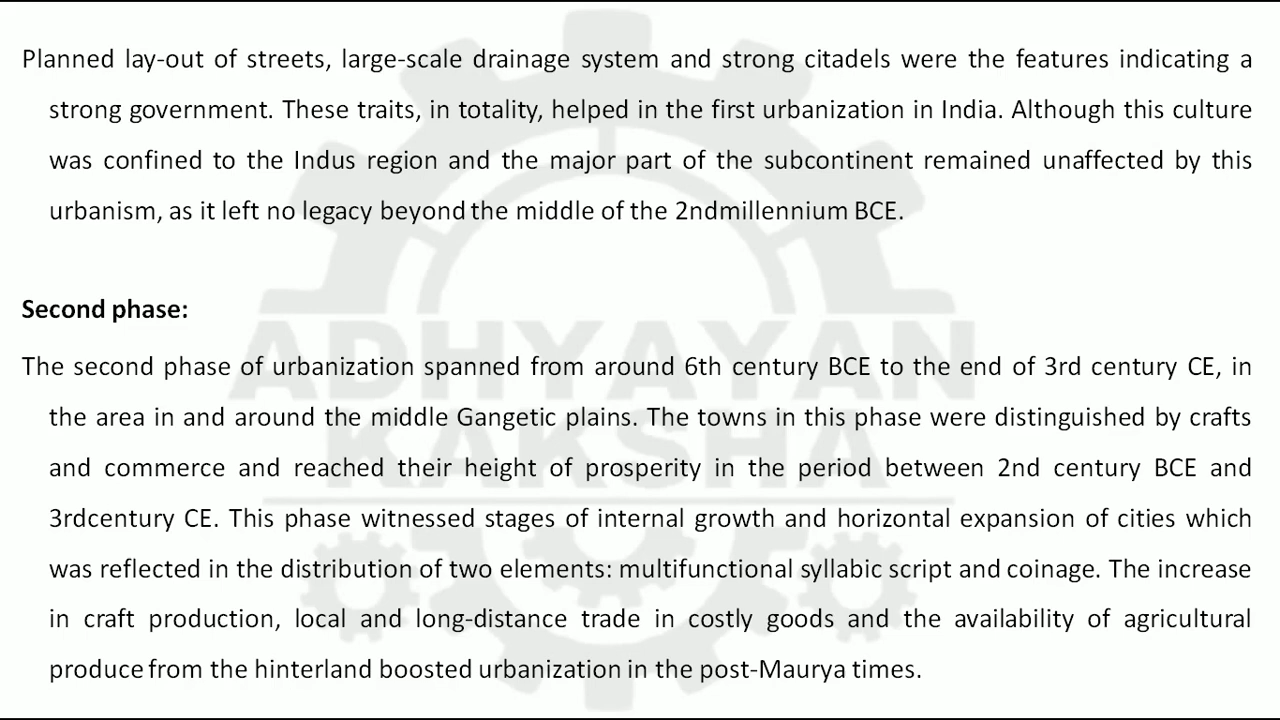 Planned lay-out of streets, large-scale drainage system and strong citadels were the features indicating a
strong government. These traits, in totality, helped in the first urbanization in India. Although this culture
was confined to the Indus region and the major part of the subcontinent remained unaffected by this
urbanism, as it left no legacy beyond the middle of the 2ndmillennium BCE.
Second phase:
ADHYAYAN
KAKSHA
The second phase of urbanization spanned from around 6th century BCE to the end of 3rd century CE, in
the area in and around the middle Gangetic plains. The towns in this phase were distinguished by crafts
and commerce and reached their height of prosperity in the period between 2nd century BCE and
3rdcentury CE. This phase witnessed stages of internal growth and horizontal expansion of cities which
was reflected in the distribution of two elements: multifunctional syllabic script and coinage. The increase
in craft production, local and long-distance trade in costly goods and the availability of agricultural
produce from the hinterland boosted urbanization in the post-Maurya times.